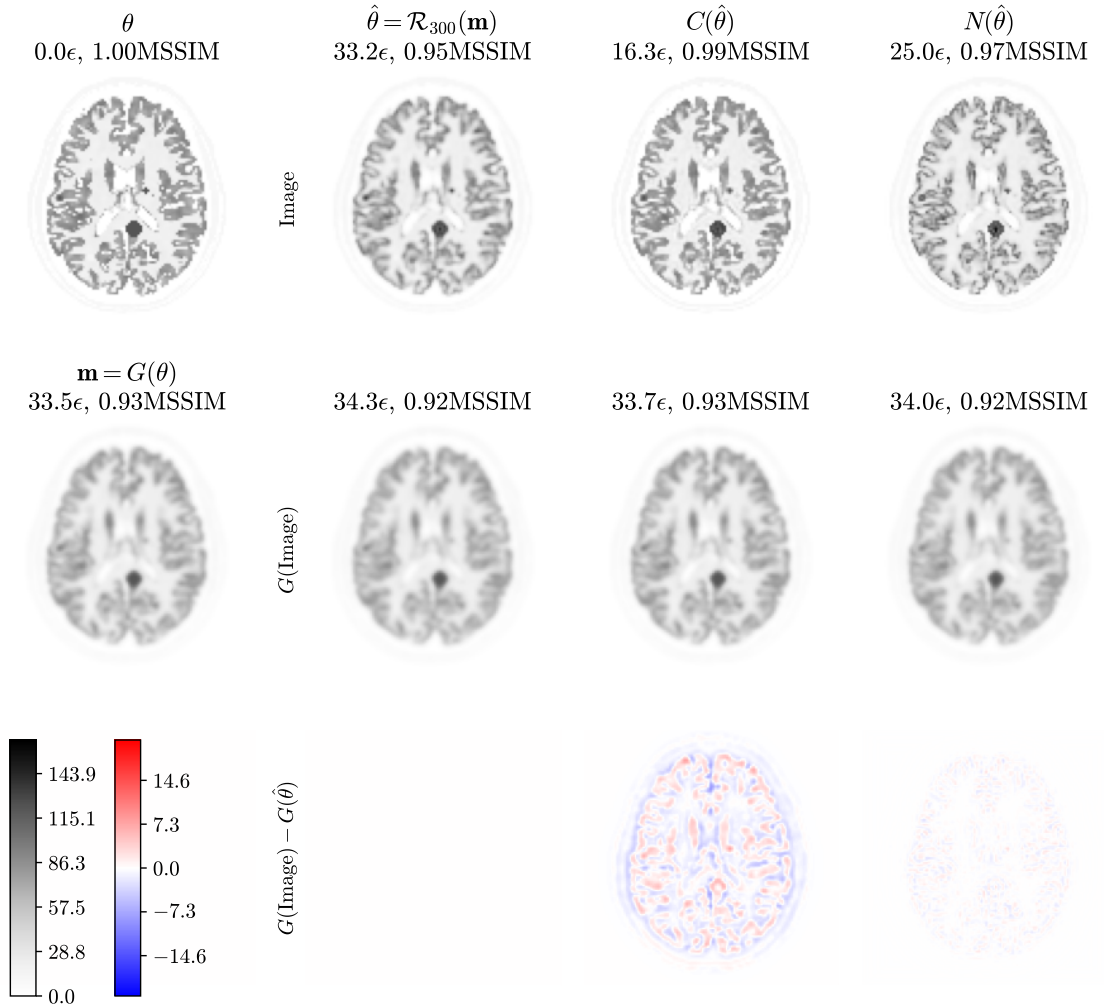 θ
0.0ϵ, 1.00MSSIM
θ̂ = ℛ₃₀₀(𝐦)
33.2ϵ, 0.95MSSIM
C(θ̂)
16.3ϵ, 0.99MSSIM
N(θ̂)
25.0ϵ, 0.97MSSIM
Image
𝐦 = G(θ)
33.5ϵ, 0.93MSSIM
34.3ϵ, 0.92MSSIM
33.7ϵ, 0.93MSSIM
34.0ϵ, 0.92MSSIM
G(Image)
143.9
115.1
86.3
57.5
28.8
0.0
14.6
7.3
0.0
−7.3
−14.6
G(Image) − G(θ̂)